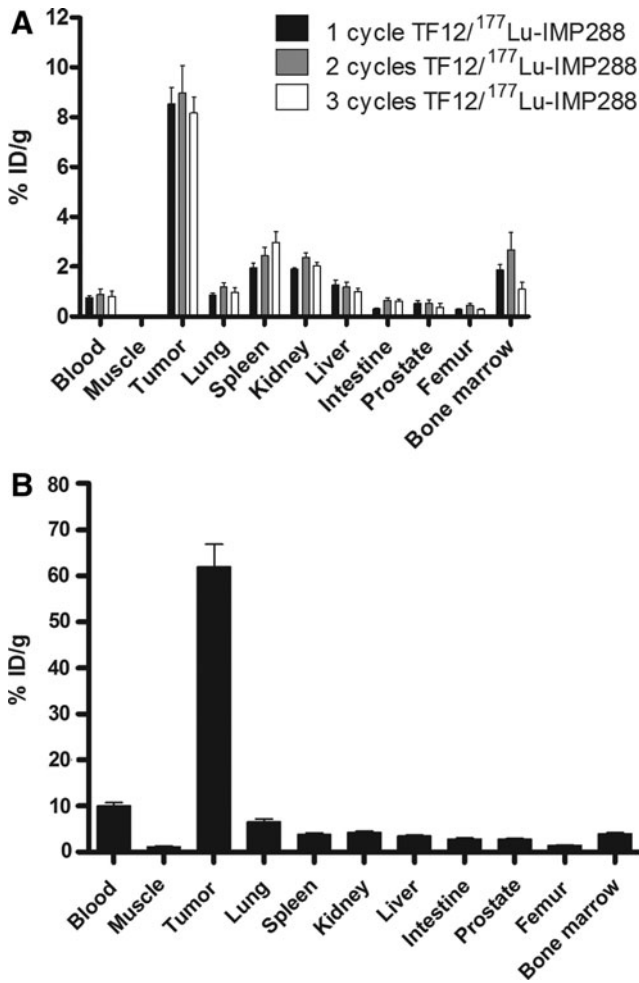 A
12
10
8
6
4
2
0
% ID/g
1 cycle TF12/¹⁷⁷Lu-IMP288
2 cycles TF12/¹⁷⁷Lu-IMP288
3 cycles TF12/¹⁷⁷Lu-IMP288
Blood
Muscle
Tumor
Lung
Spleen
Kidney
Liver
Intestine
Prostate
Femur
Bone marrow
B
80
70
60
50
40
30
20
10
0
% ID/g
Blood
Muscle
Tumor
Lung
Spleen
Kidney
Liver
Intestine
Prostate
Femur
Bone marrow